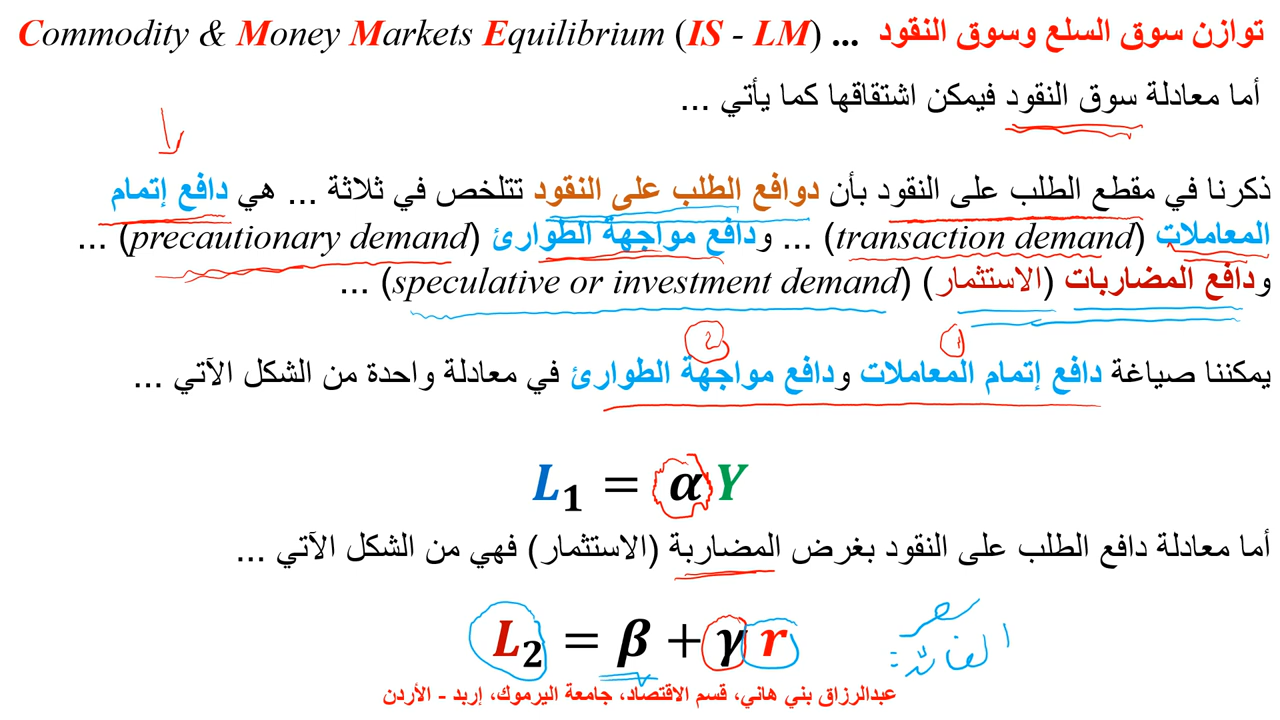 توازن سوق السلع وسوق النقود ... Commodity & Money Markets Equilibrium (IS - LM)
أما معادلة سوق النقود فيمكن اشتقاقها كما يأتي ...
ذكرنا في مقطع الطلب على النقود بأن دوافع الطلب على النقود تتلخص في ثلاثة ... هي دافع إتمام
المعاملات (transaction demand) ... ودافع مواجهة الطوارئ (precautionary demand) ...
ودافع المضاربات (الاستثمار) (speculative or investment demand) ...
1 2
يمكننا صياغة دافع إتمام المعاملات ودافع مواجهة الطوارئ في معادلة واحدة من الشكل الآتي ...
L₁ = αY
أما معادلة دافع الطلب على النقود بغرض المضاربة (الاستثمار) فهي من الشكل الآتي ...
L₂ = β + γ r
الفائدة
عبدالرزاق بني هاني، قسم الاقتصاد، جامعة اليرموك، إربد - الأردن